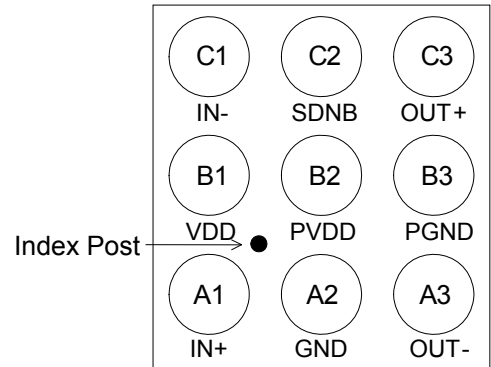 C1 C2 C3
IN- SDNB OUT+
B1 B2 B3
VDD PVDD PGND
Index Post
A1 A2 A3
IN+ GND OUT-